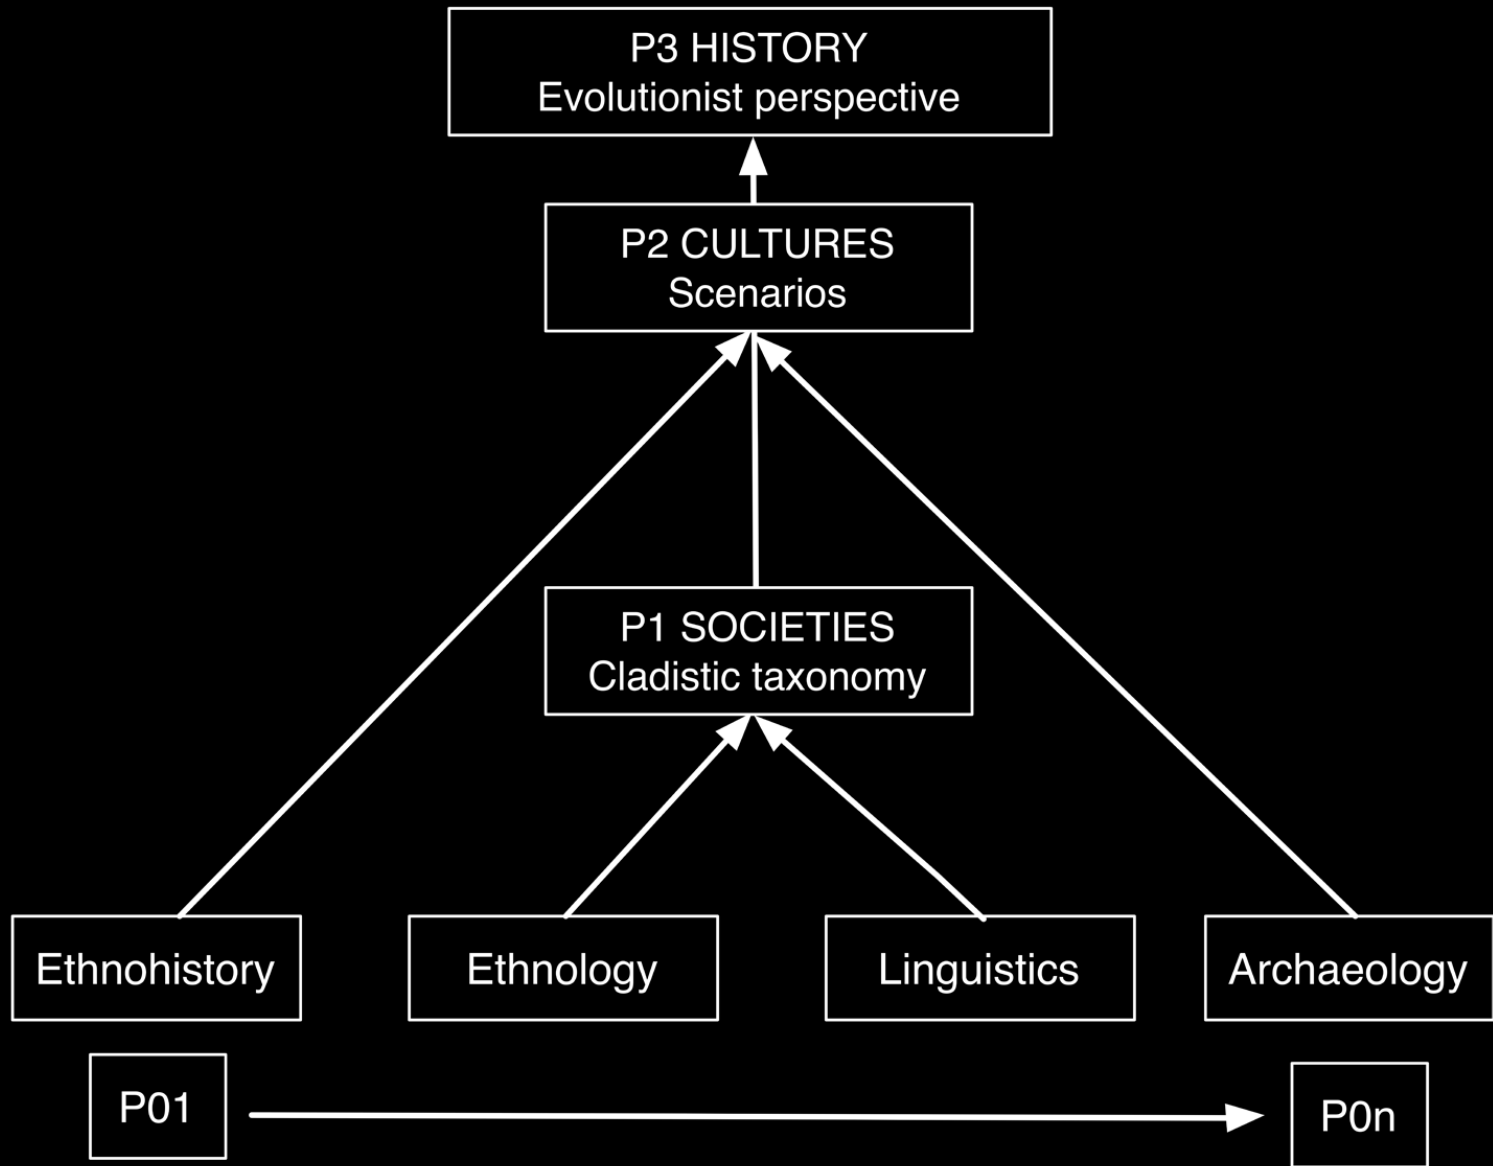 P3 HISTORY
Evolutionist perspective
P2 CULTURES
Scenarios
P1 SOCIETIES
Cladistic taxonomy
Ethnohistory
Ethnology
Linguistics
Archaeology
P01
P0n